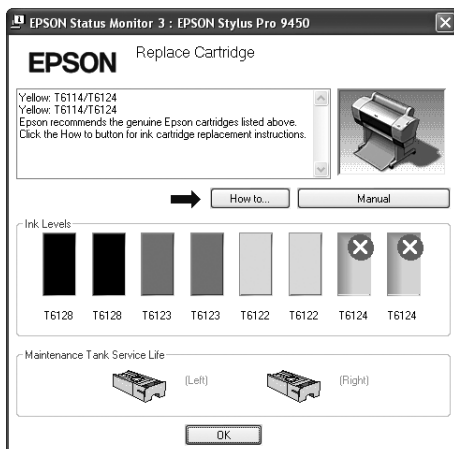 EPSON Status Monitor 3 : EPSON Stylus Pro 9450
EPSON
Replace Cartridge
Yellow: T6114/T6124
Yellow: T6114/T6124
Epson recommends the genuine Epson cartridges listed above.
Click the How to button for ink cartridge replacement instructions.
How to...
Manual
Ink Levels
T6128 T6128 T6123 T6123 T6122 T6122 T6124 T6124
Maintenance Tank Service Life
(Left) (Right)
OK